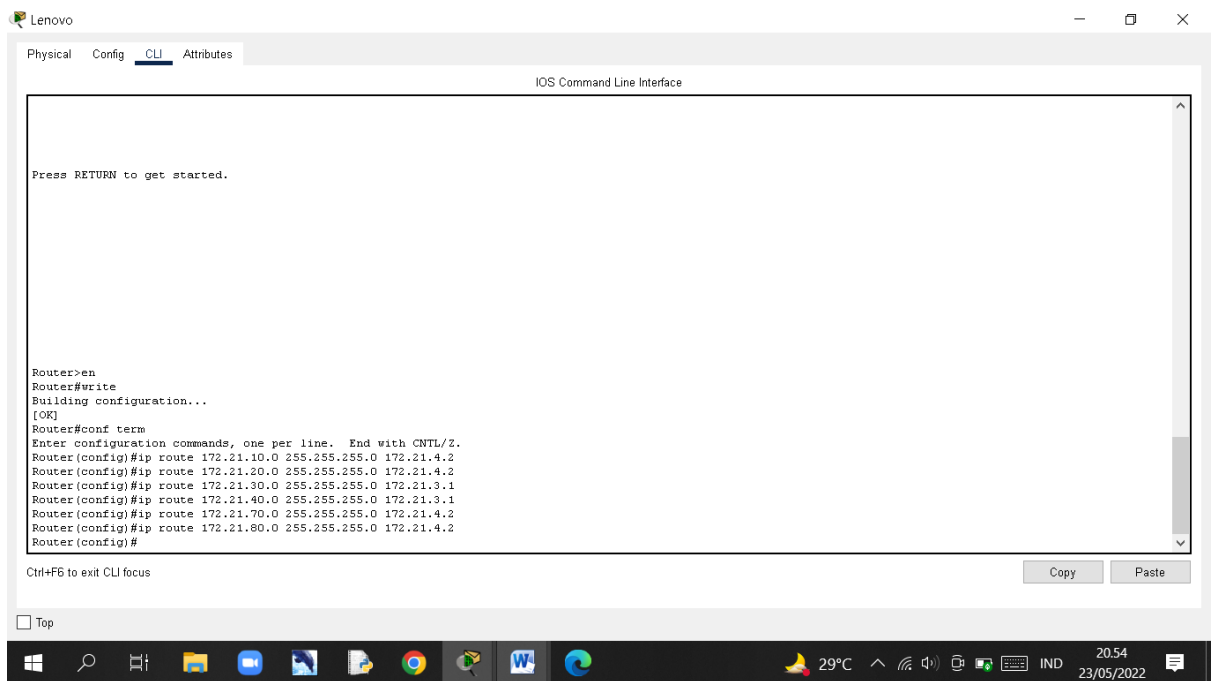 Lenovo
Physical Config CLI Attributes
IOS Command Line Interface
Press RETURN to get started.
Router>en
Router#write
Building configuration...
[OK]
Router#conf term
Enter configuration commands, one per line.  End with CNTL/Z.
Router(config)#ip route 172.21.10.0 255.255.255.0 172.21.4.2
Router(config)#ip route 172.21.20.0 255.255.255.0 172.21.4.2
Router(config)#ip route 172.21.30.0 255.255.255.0 172.21.3.1
Router(config)#ip route 172.21.40.0 255.255.255.0 172.21.3.1
Router(config)#ip route 172.21.70.0 255.255.255.0 172.21.4.2
Router(config)#ip route 172.21.80.0 255.255.255.0 172.21.4.2
Router(config)#
Ctrl+F6 to exit CLI focus
Copy Paste
Top
29°C IND 20.54
23/05/2022